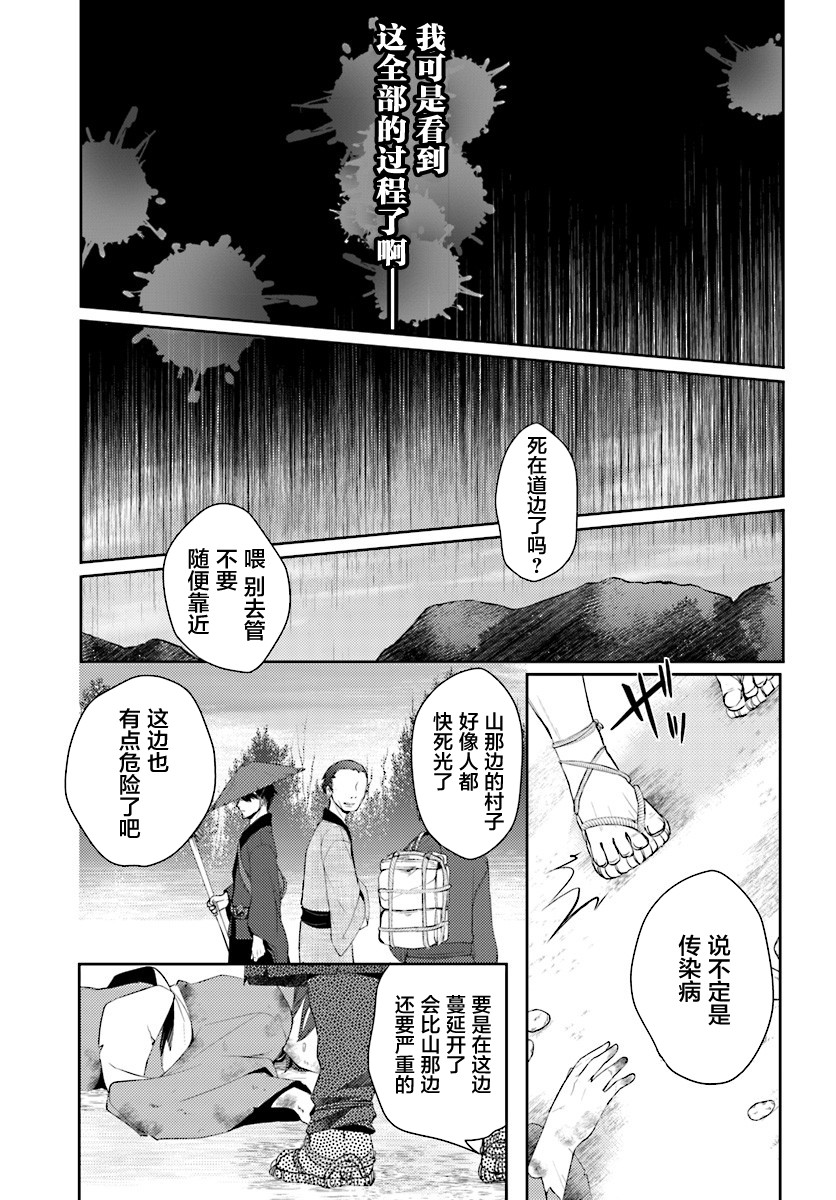 我可是看到
这全部的过程了啊——
死在道边了吗?
喂 别去管
不要
随便靠近
山那边的村子
好像人都
快死光了
这边也
有点危险了吧
说不定是
传染病
要是在这边
蔓延开了
会比山那边
还要严重的